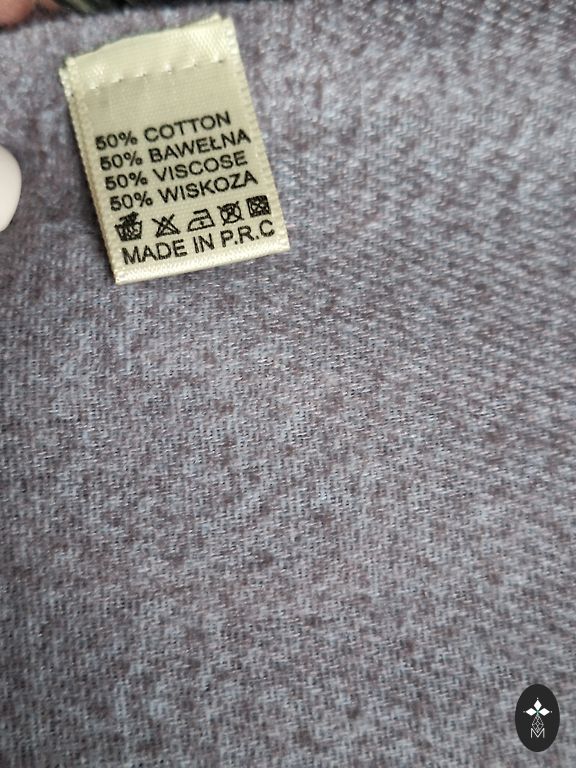 50% COTTON
50% BAWEŁNA
50% VISCOSE
50% WISKOZA
MADE IN P.R.C
M